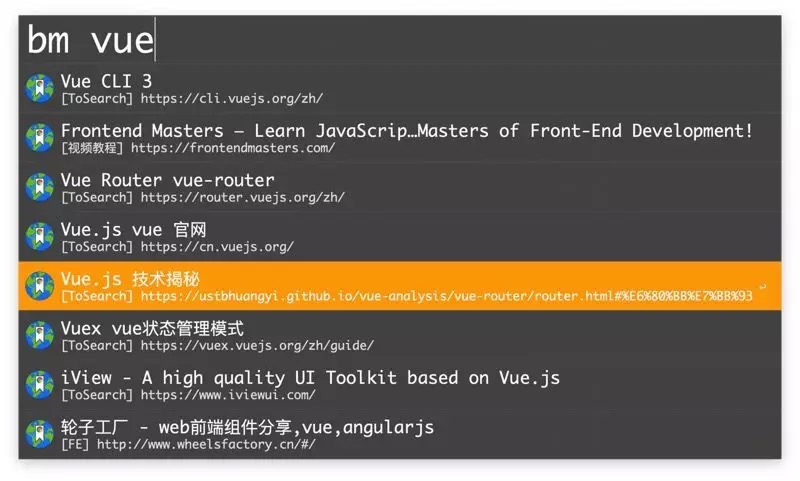 bm vue
Vue CLI 3
[ToSearch] https://cli.vuejs.org/zh/
Frontend Masters – Learn JavaScrip…Masters of Front-End Development!
[视频教程] https://frontendmasters.com/
Vue Router vue-router
[ToSearch] https://router.vuejs.org/zh/
Vue.js vue 官网
[ToSearch] https://cn.vuejs.org/
Vue.js 技术揭秘
[ToSearch] https://ustbhuangyi.github.io/vue-analysis/vue-router/router.html#%E6%80%BB%E7%BB%93
Vuex vue状态管理模式
[ToSearch] https://vuex.vuejs.org/zh/guide/
iView - A high quality UI Toolkit based on Vue.js
[ToSearch] https://www.iviewui.com/
轮子工厂 - web前端组件分享,vue,angularjs
[FE] http://www.wheelsfactory.cn/#/